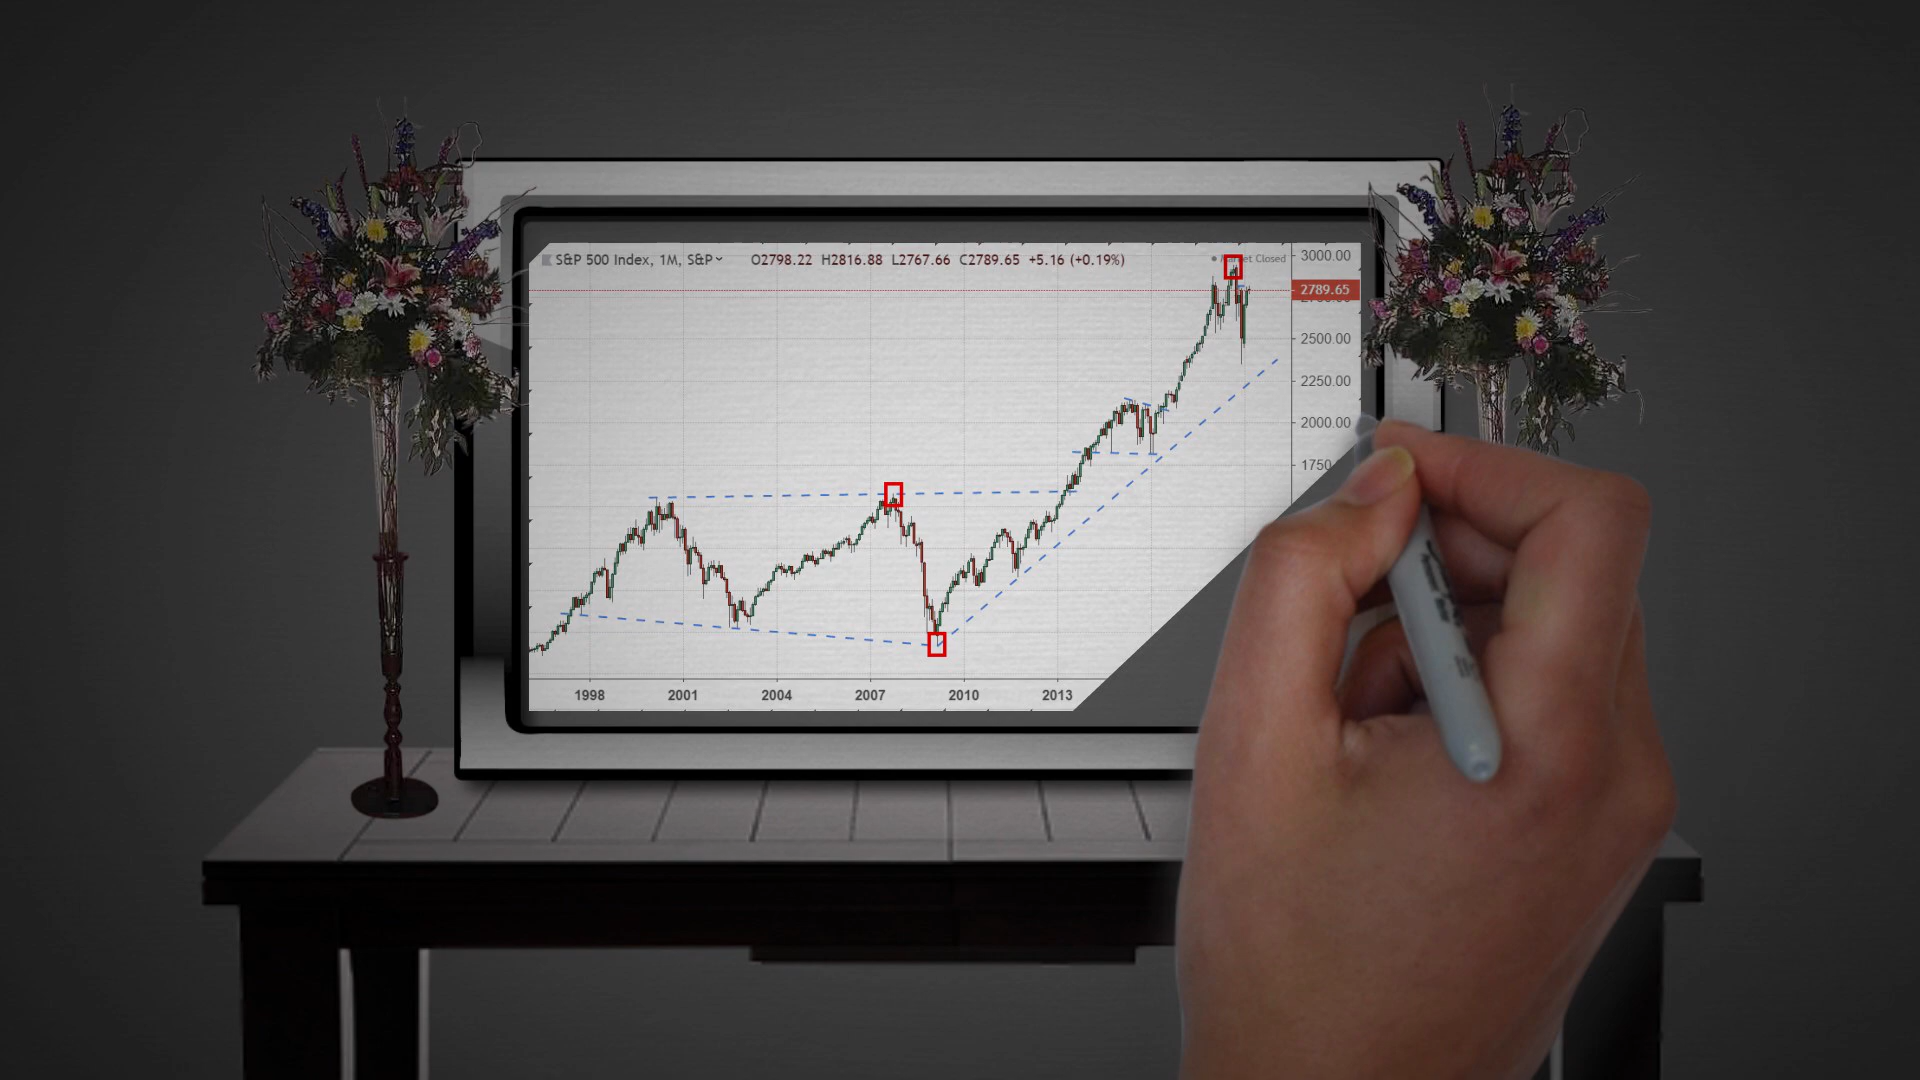 S&P 500 Index, 1M, S&P O2798.22 H2816.88 L2767.66 C2789.65 +5.16 (+0.19%)
Closed
3000.00
2789.65
2500.00
2250.00
2000.00
1750
1998 2001 2004 2007 2010 2013